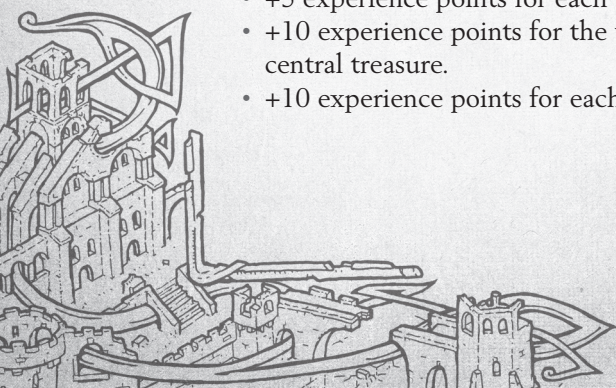 • +5 experience points for each
• +10 experience points for the
central treasure.
• +10 experience points for each